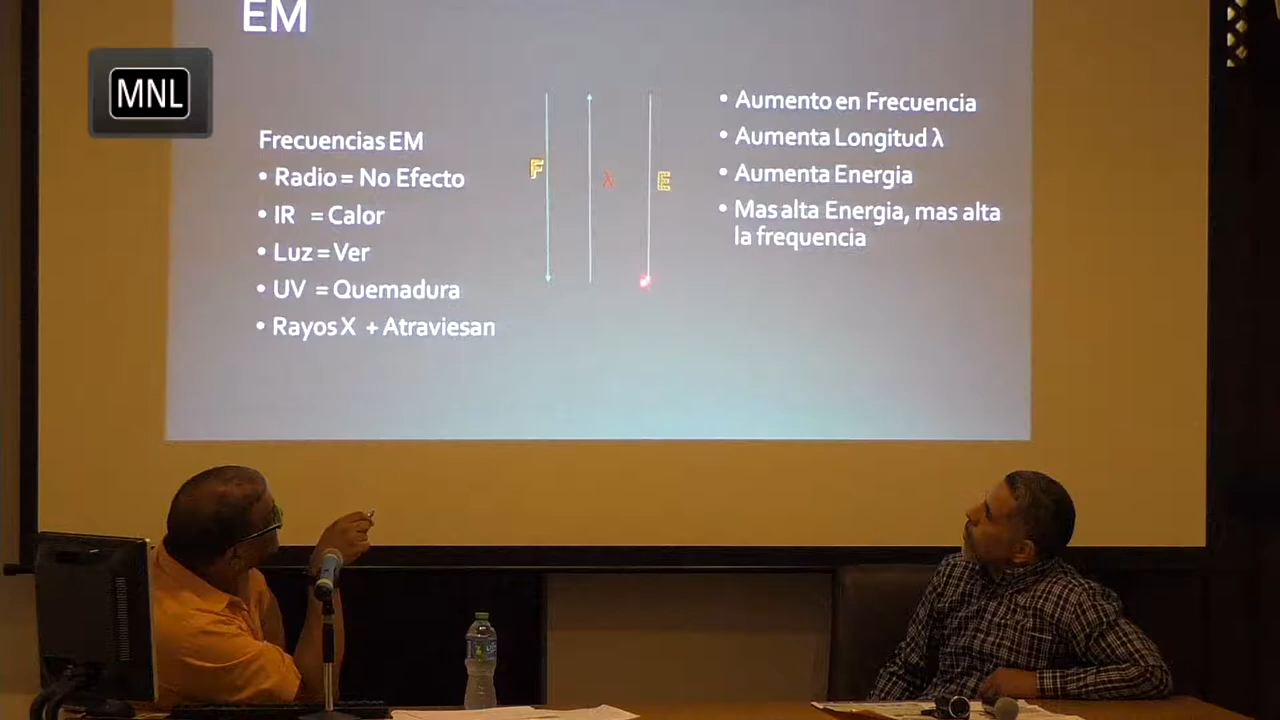 EM
MNL
Frecuencias EM
• Radio = No Efecto
• IR = Calor
• Luz = Ver
• UV = Quemadura
• Rayos X + Atraviesan
F
λ
E
• Aumento en Frecuencia
• Aumenta Longitud λ
• Aumenta Energia
• Mas alta Energia, mas alta
la frequencia